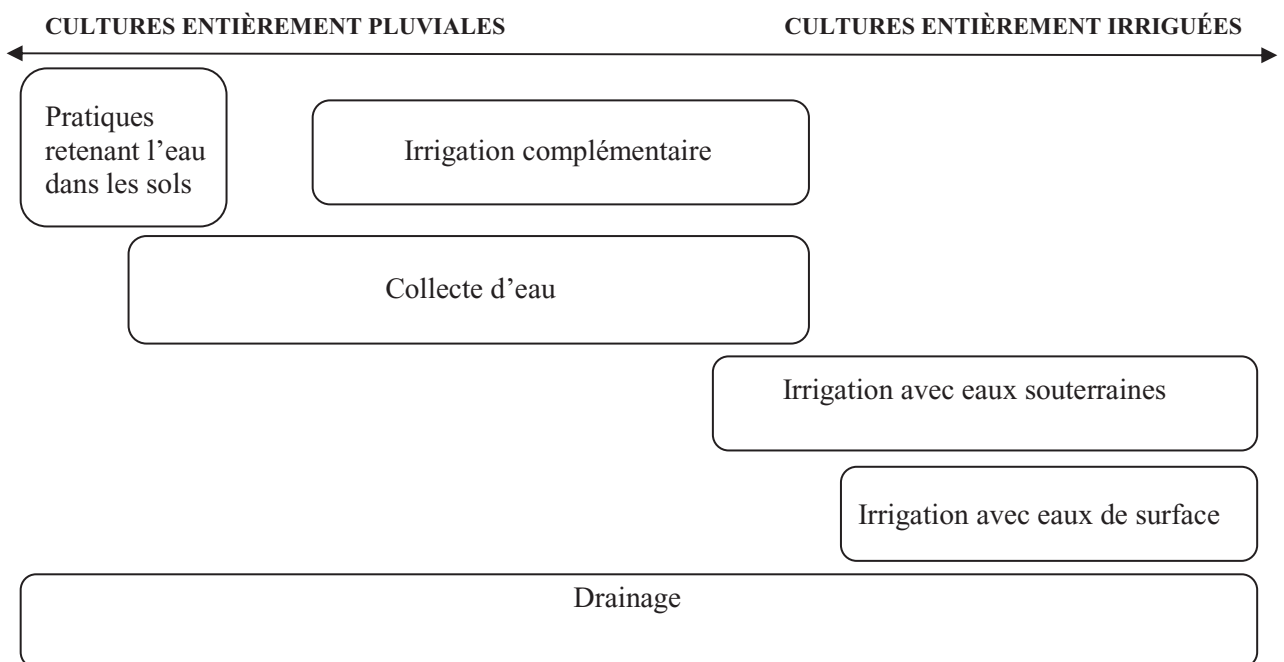 CULTURES ENTIÈREMENT PLUVIALES
CULTURES ENTIÈREMENT IRRIGUÉES
Pratiques
retenant l’eau
dans les sols
Irrigation complémentaire
Collecte d’eau
Irrigation avec eaux souterraines
Irrigation avec eaux de surface
Drainage